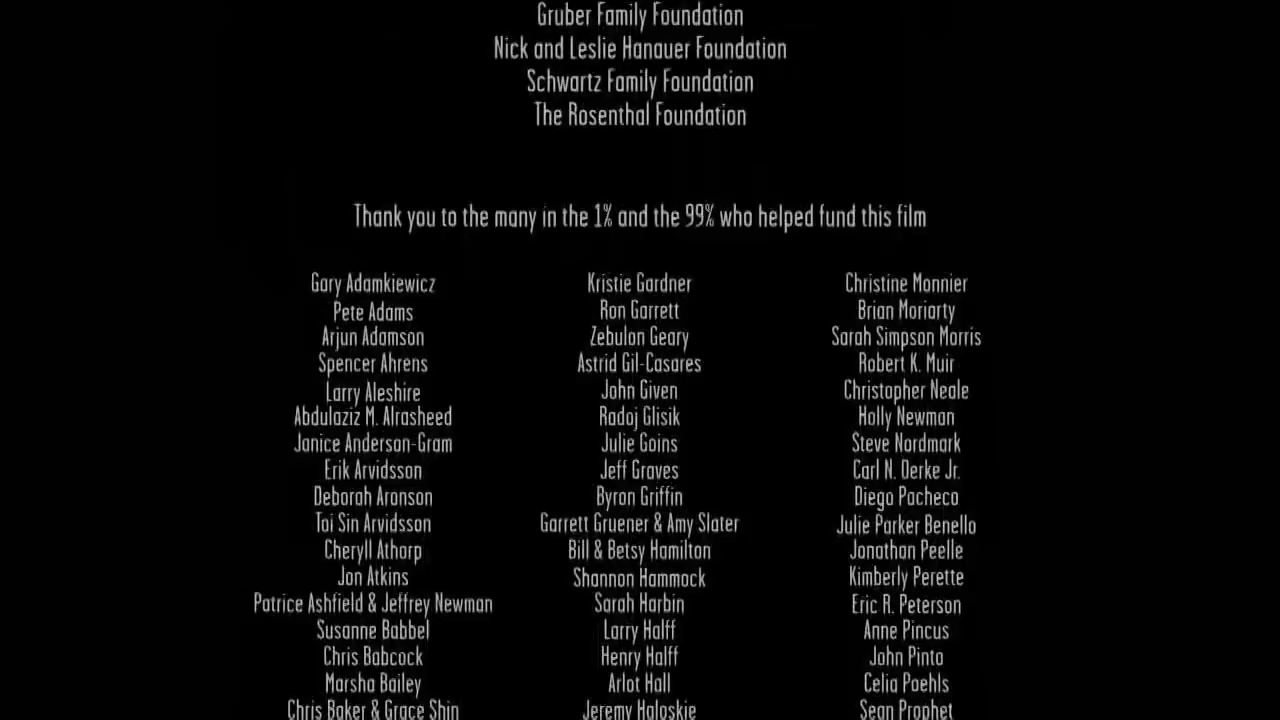 Gruber Family Foundation
Nick and Leslie Hanauer Foundation
Schwartz Family Foundation
The Rosenthal Foundation
Thank you to the many in the 1% and the 99% who helped fund this film
Gary Adamkiewicz
Pete Adams
Arjun Adamson
Spencer Ahrens
Larry Aleshire
Abdulaziz M. Alrasheed
Janice Anderson-Gram
Erik Arvidsson
Deborah Aronson
Toi Sin Arvidsson
Cheryll Athorp
Jon Atkins
Patrice Ashfield & Jeffrey Newman
Susanne Babbel
Chris Babcock
Marsha Bailey
Chris Baker & Grace Shin
Kristie Gardner
Ron Garrett
Zebulon Geary
Astrid Gil-Casares
John Given
Radoj Glisik
Julie Goins
Jeff Graves
Byron Griffin
Garrett Gruener & Amy Slater
Bill & Betsy Hamilton
Shannon Hammock
Sarah Harbin
Larry Halff
Henry Halff
Arlot Hall
Jeremy Haloskie
Christine Monnier
Brian Moriarty
Sarah Simpson Morris
Robert K. Muir
Christopher Neale
Holly Newman
Steve Nordmark
Carl N. Derke Jr.
Diego Pacheco
Julie Parker Benello
Jonathan Peelle
Kimberly Perette
Eric R. Peterson
Anne Pincus
John Pinto
Celia Poehls
Sean Prophet